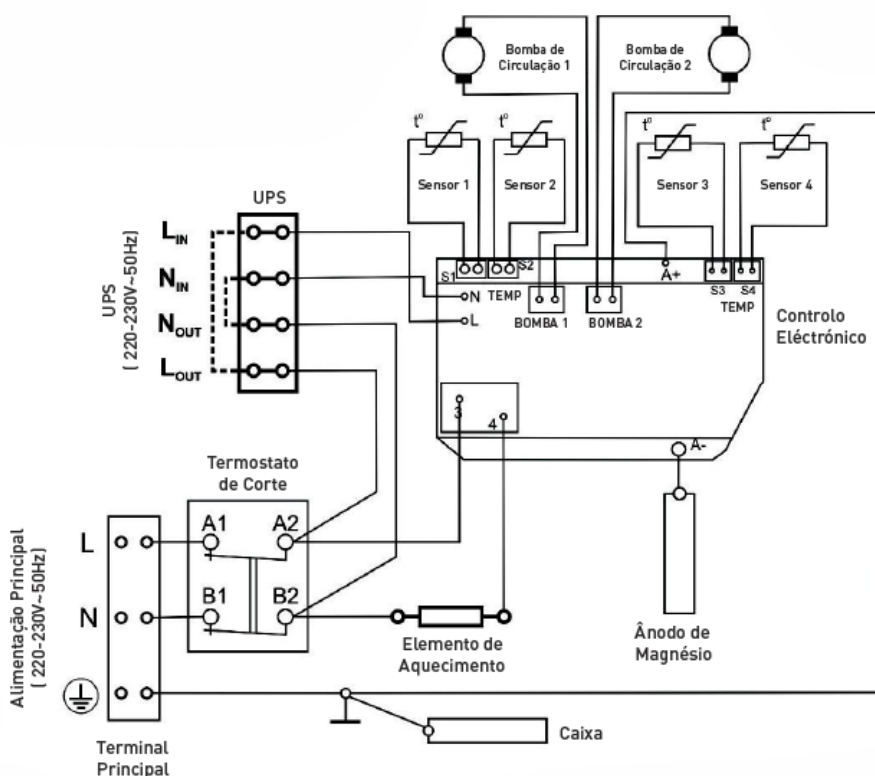 Bomba de
Circulação 1
Bomba de
Circulação 2
t°
t°
t°
t°
Sensor 1
Sensor 2
Sensor 3
Sensor 4
UPS
UPS
( 220-230V~50Hz)
LIN
NIN
NOUT
LOUT
S1
S2
TEMP
N
L
BOMBA 1
BOMBA 2
A+
S3
S4
TEMP
Controlo
Eléctrónico
3
4
A-
Termostato
de Corte
A1
A2
B1
B2
Alimentação Principal
( 220-230V~50Hz)
L
N
Terminal
Principal
Elemento de
Aquecimento
Ânodo de
Magnésio
Caixa